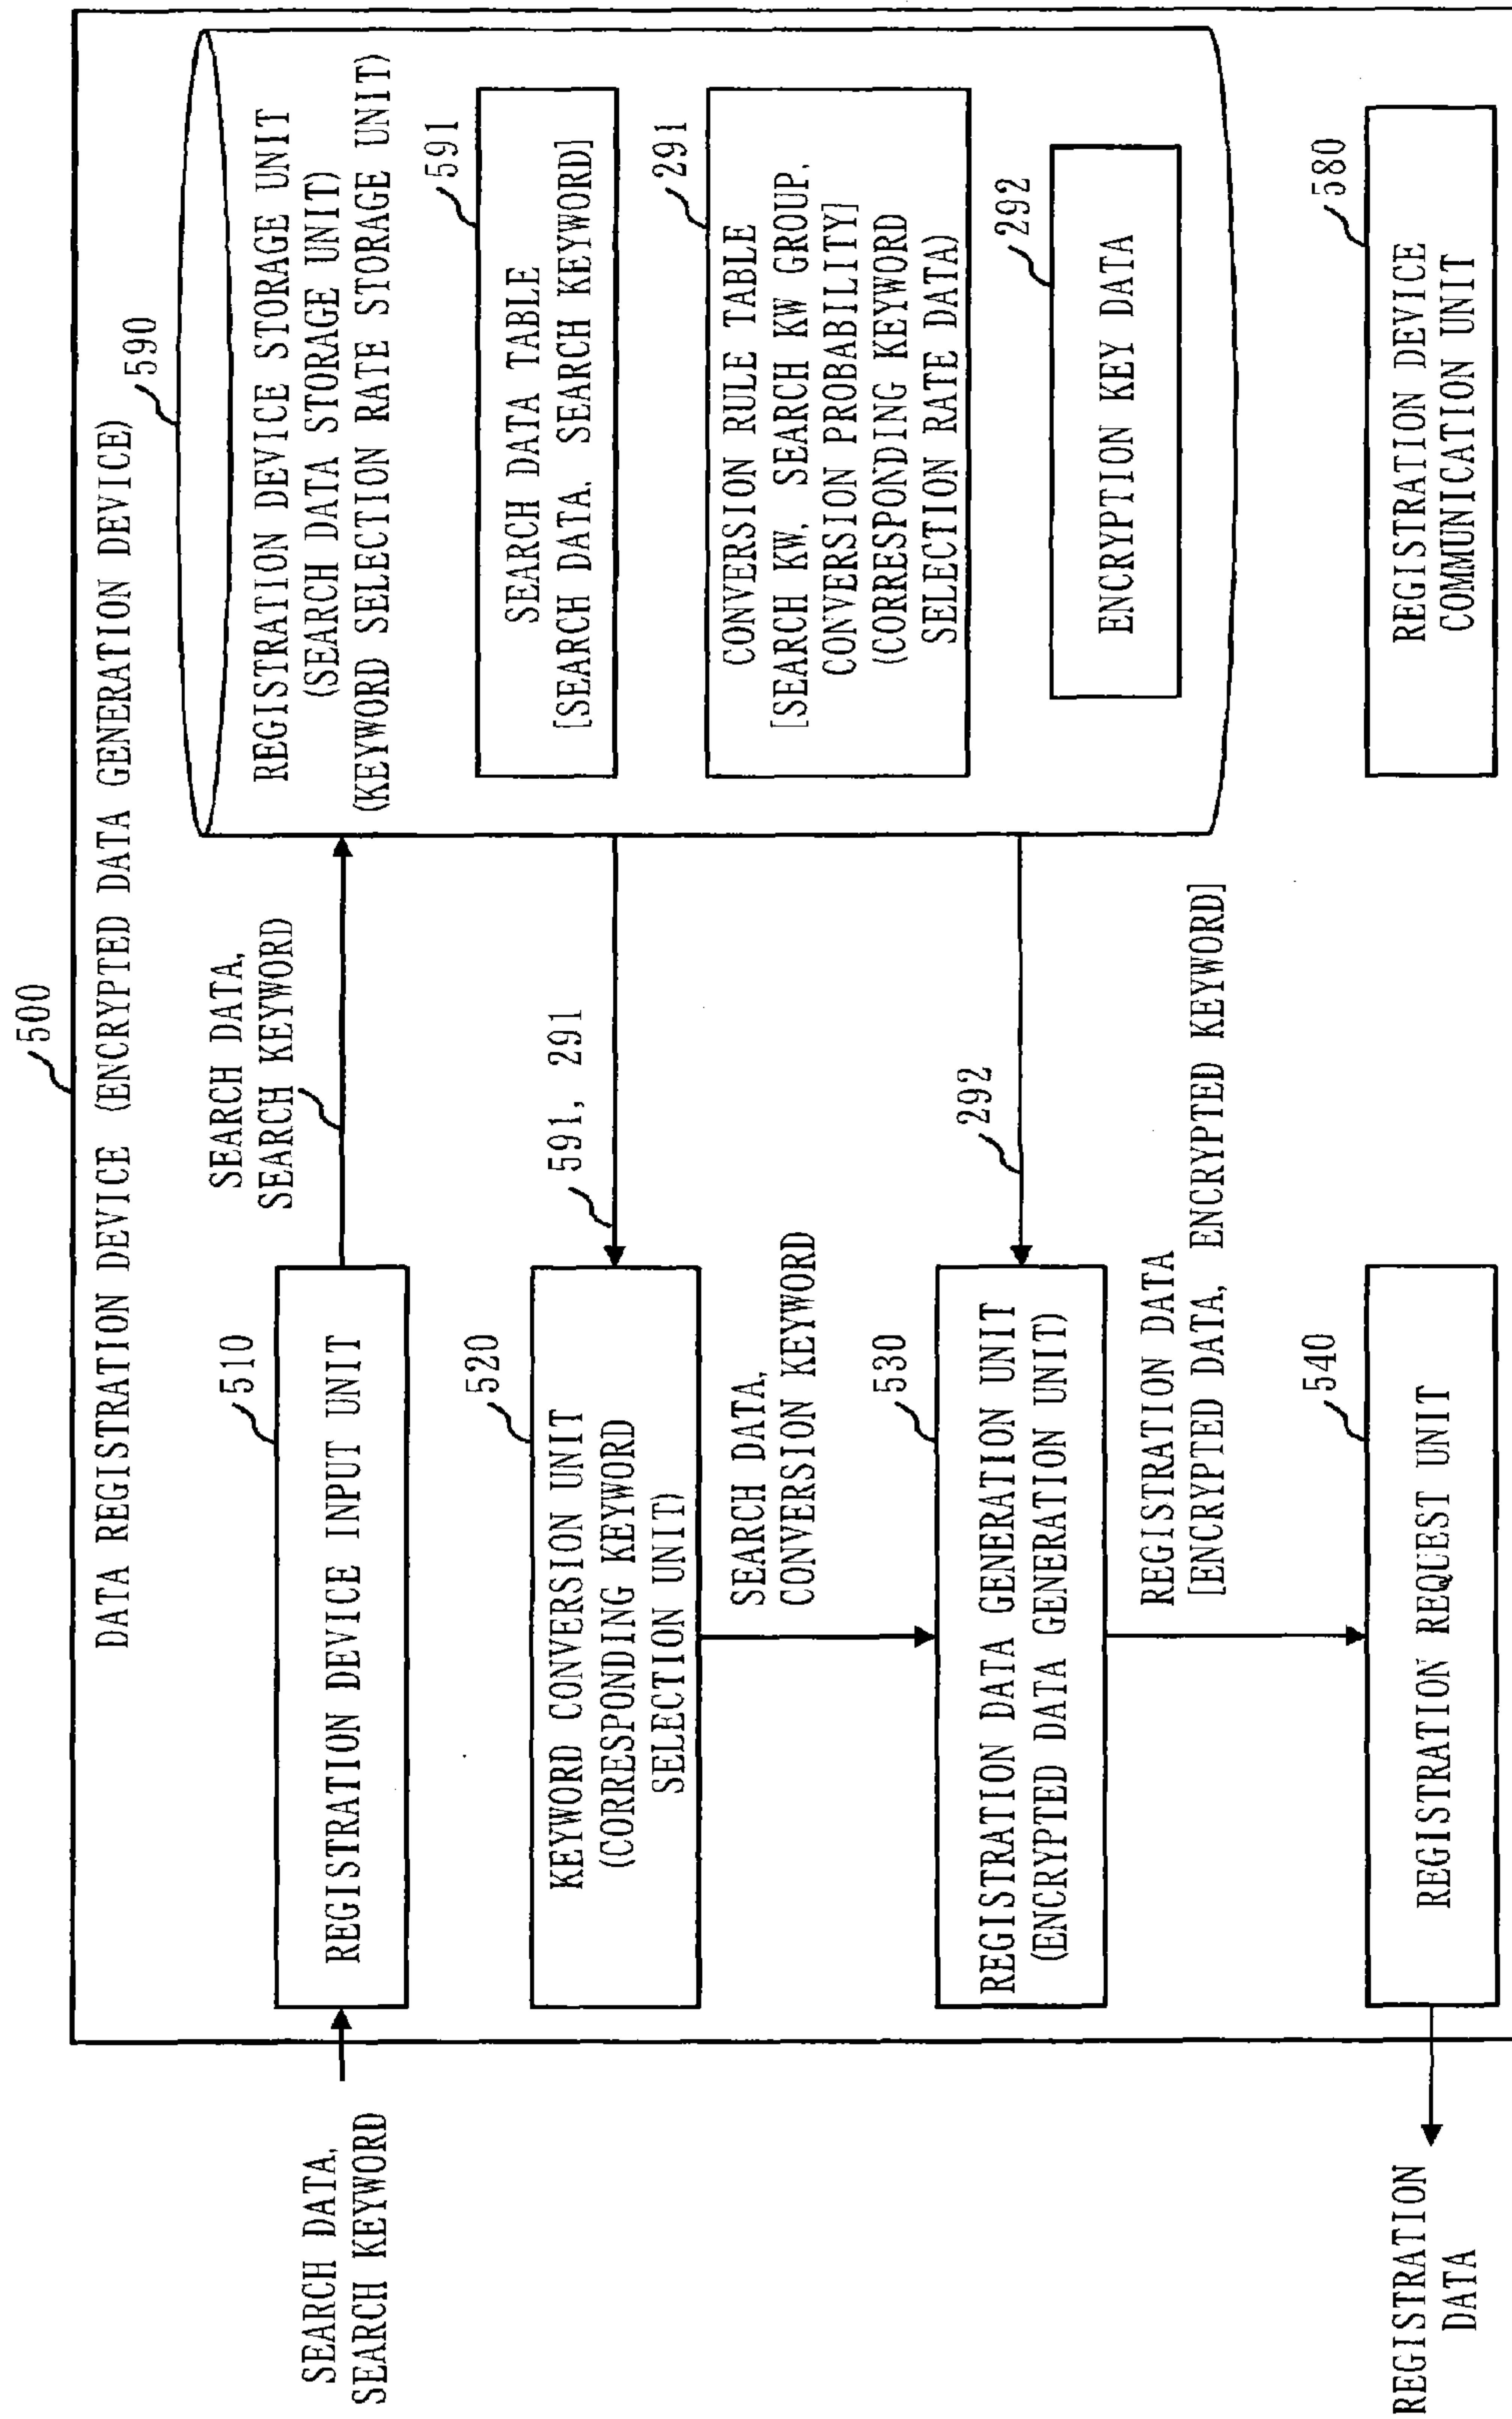 500
DATA REGISTRATION DEVICE (ENCRYPTED DATA GENERATION DEVICE)
SEARCH DATA,
SEARCH KEYWORD
510
REGISTRATION DEVICE INPUT UNIT
SEARCH DATA,
SEARCH KEYWORD
590
REGISTRATION DEVICE STORAGE UNIT
(SEARCH DATA STORAGE UNIT)
(KEYWORD SELECTION RATE STORAGE UNIT)
591
SEARCH DATA TABLE
[SEARCH DATA, SEARCH KEYWORD]
291
CONVERSION RULE TABLE
[SEARCH KW, SEARCH KW GROUP,
CONVERSION PROBABILITY]
(CORRESPONDING KEYWORD
SELECTION RATE DATA)
292
ENCRYPTION KEY DATA
520
KEYWORD CONVERSION UNIT
(CORRESPONDING KEYWORD
SELECTION UNIT)
591, 291
SEARCH DATA,
CONVERSION KEYWORD
530
REGISTRATION DATA GENERATION UNIT
(ENCRYPTED DATA GENERATION UNIT)
292
REGISTRATION DATA
[ENCRYPTED DATA, ENCRYPTED KEYWORD]
540
REGISTRATION REQUEST UNIT
REGISTRATION
DATA
580
REGISTRATION DEVICE
COMMUNICATION UNIT